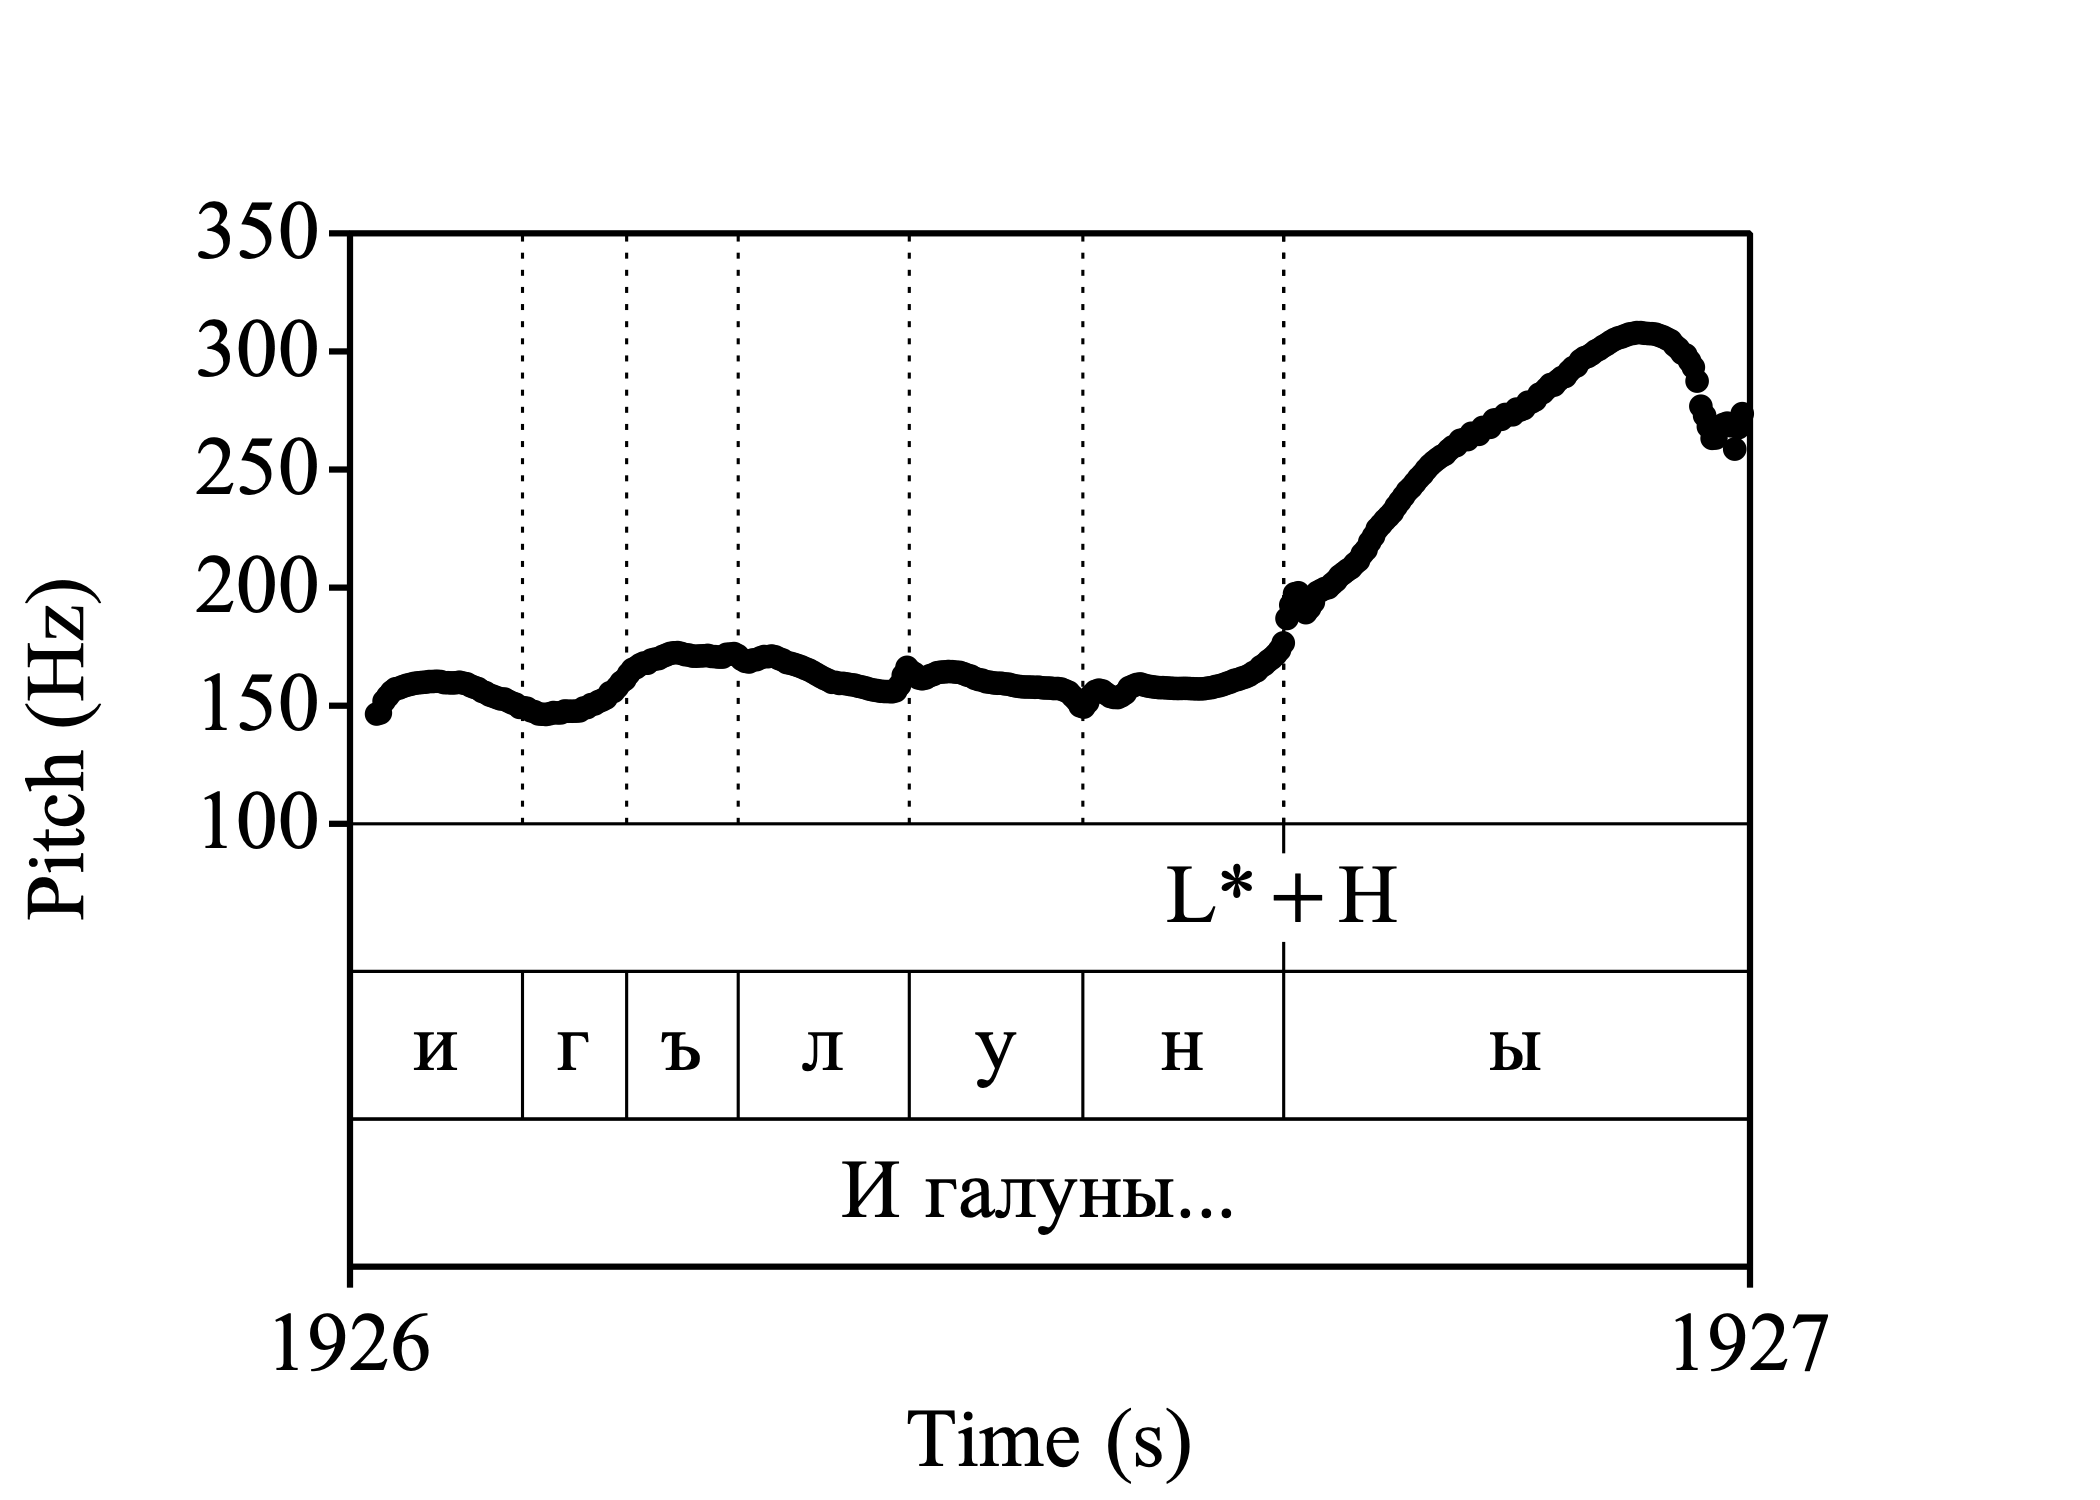 350
300
250
200
150
100
Pitch (Hz)
L*+H
и г ъ л у н ы
И галуны...
1926 1927
Time (s)